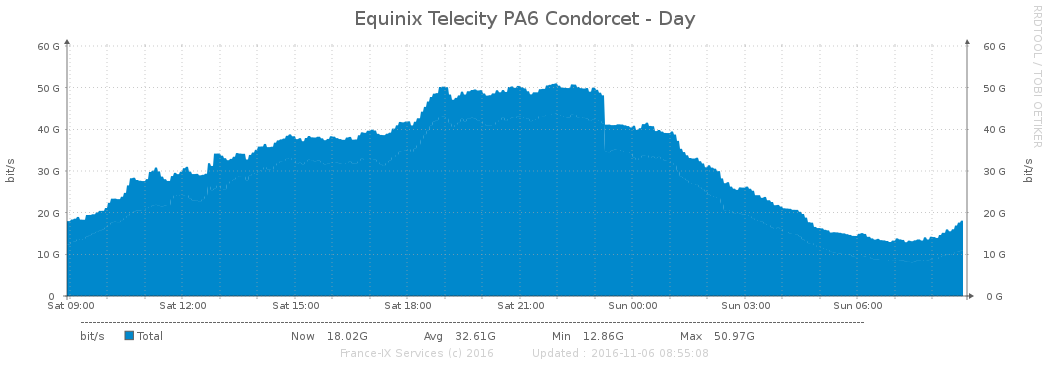 Equinix Telecity PA6 Condorcet - Day
RRDTOOL / TOBI OETIKER
60 G 60 G
50 G 50 G
40 G 40 G
30 G 30 G
20 G 20 G
10 G 10 G
0 0 G
bit/s bit/s
Sat 09:00 Sat 12:00 Sat 15:00 Sat 18:00 Sat 21:00 Sun 00:00 Sun 03:00 Sun 06:00
bit/s Total Now 18.02G Avg 32.61G Min 12.86G Max 50.97G
France-IX Services (c) 2016 Updated : 2016-11-06 08:55:08